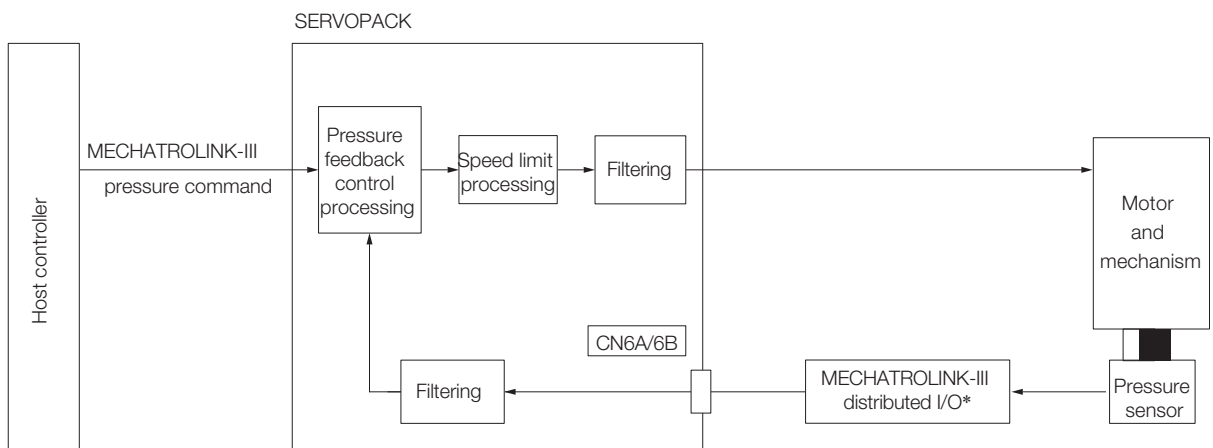 SERVOPACK
Host controller
MECHATROLINK-III
pressure command
Pressure
feedback
control
processing
Speed limit
processing
Filtering
Motor
and
mechanism
CN6A/6B
Filtering
MECHATROLINK-III
distributed I/O*
Pressure
sensor